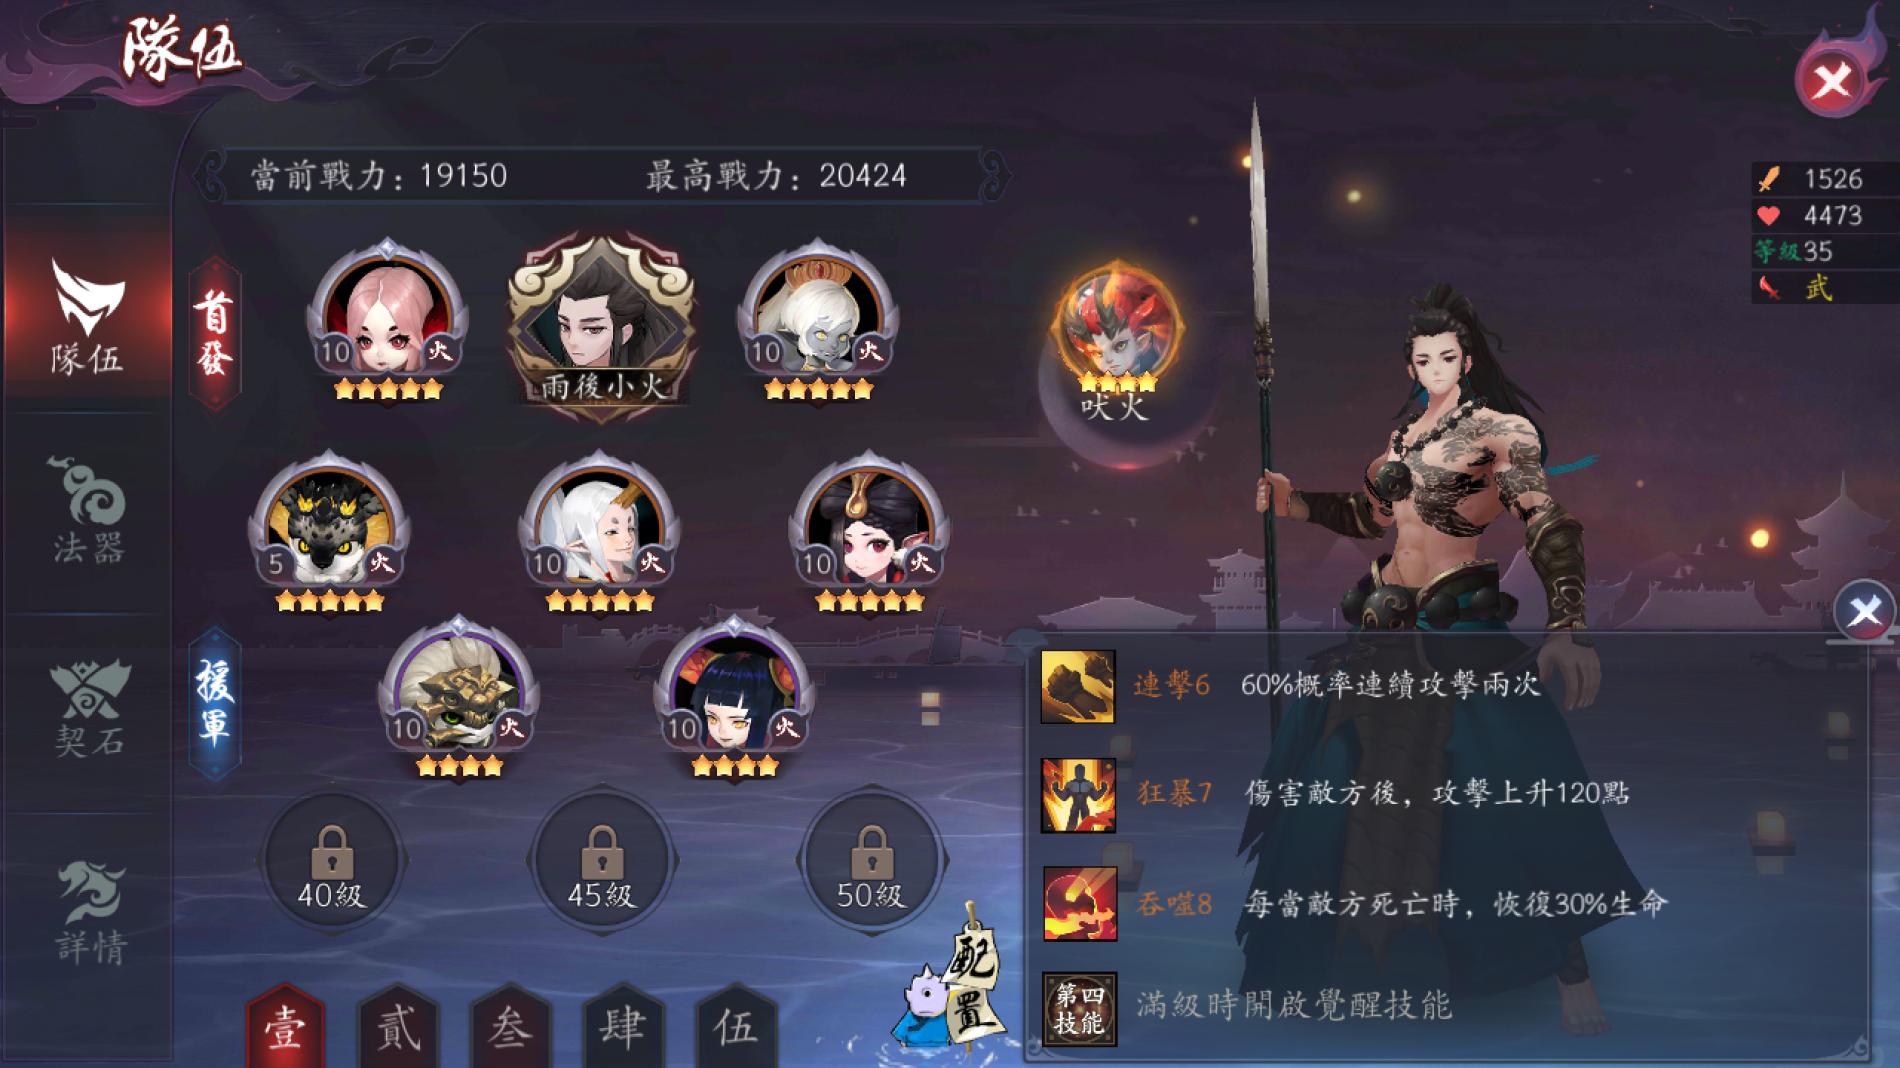 隊伍
當前戰力：19150
最高戰力：20424
1526
4473
等級35
武
隊伍
法器
契石
詳情
首發
10 火
雨後小火
10 火
吠火
5 火
10 火
10 火
援軍
10 火
10 火
40級
45級
50級
配置
壹
貳
叁
肆
伍
連擊6 60%概率連續攻擊兩次
狂暴7 傷害敵方後，攻擊上升120點
吞噬8 每當敵方死亡時，恢復30%生命
第四
技能
滿級時開啟覺醒技能